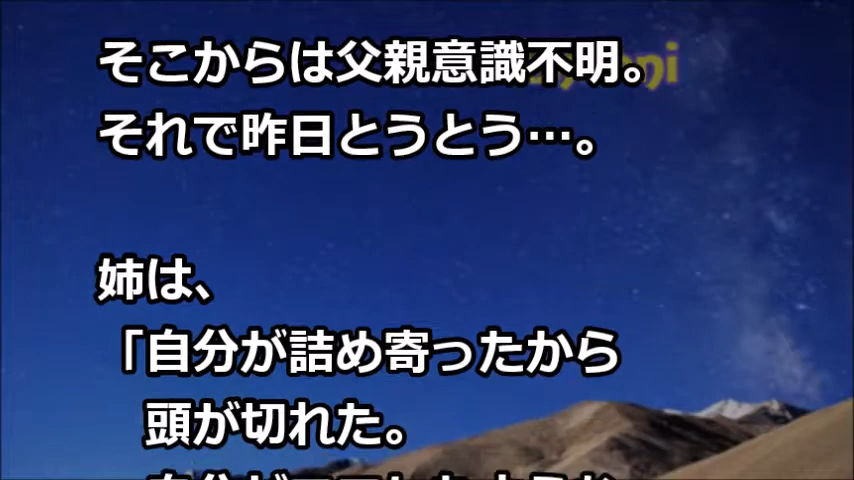 そこからは父親意識不明。
それで昨日とうとう…。
姉は、
「自分が詰め寄ったから
頭が切れた。